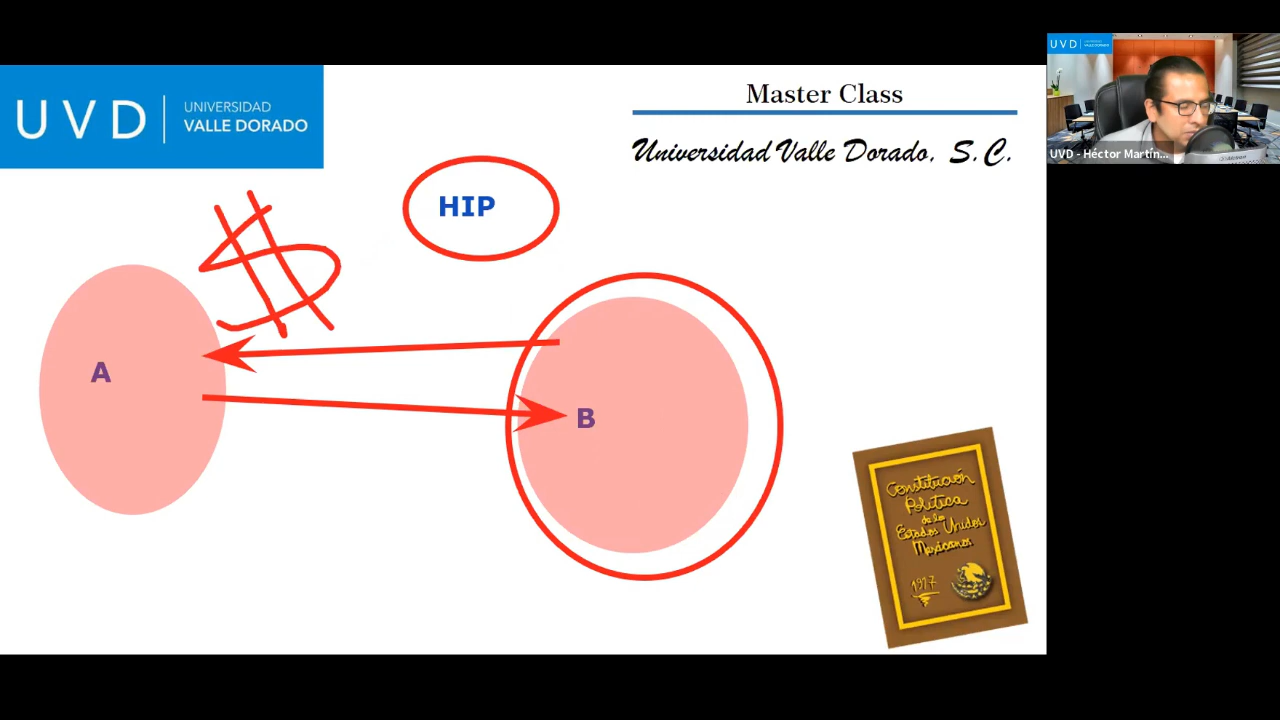 UVD
UNIVERSIDAD
VALLE DORADO
Master Class
Universidad Valle Dorado, S.C.
HIP
$
A
B
Constitución
Política
de los
Estados Unidos
Mexicanos
1917
UVD
UVD - Héctor Martín...